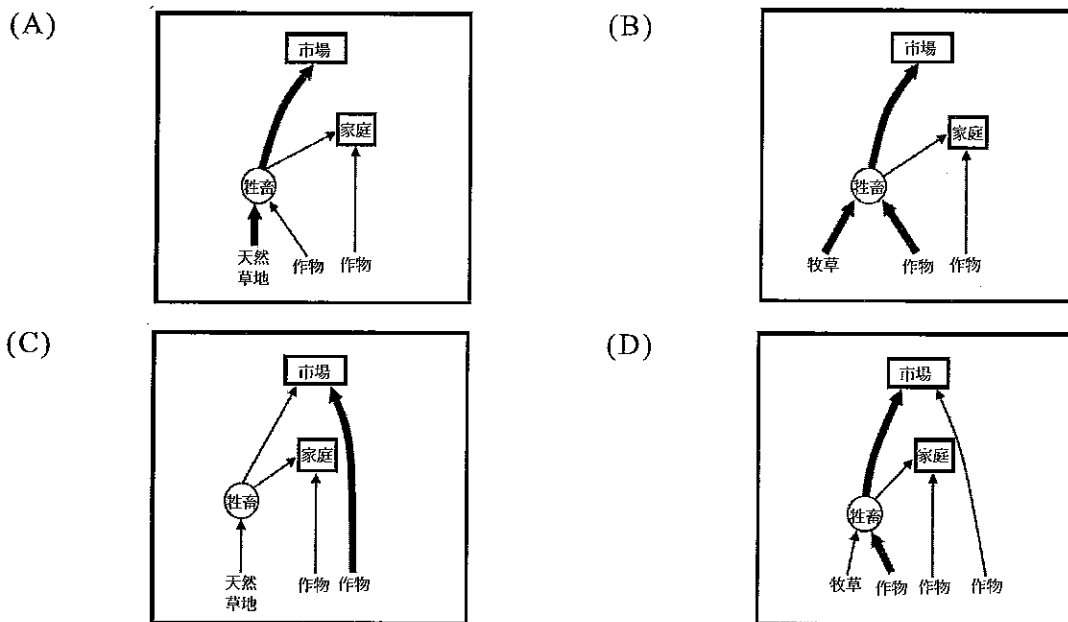 (A)
市場
家庭
牲畜
天然
草地
作物
作物
(B)
市場
家庭
牲畜
牧草
作物
作物
(C)
市場
家庭
牲畜
天然
草地
作物
作物
(D)
市場
家庭
牲畜
牧草
作物
作物
作物